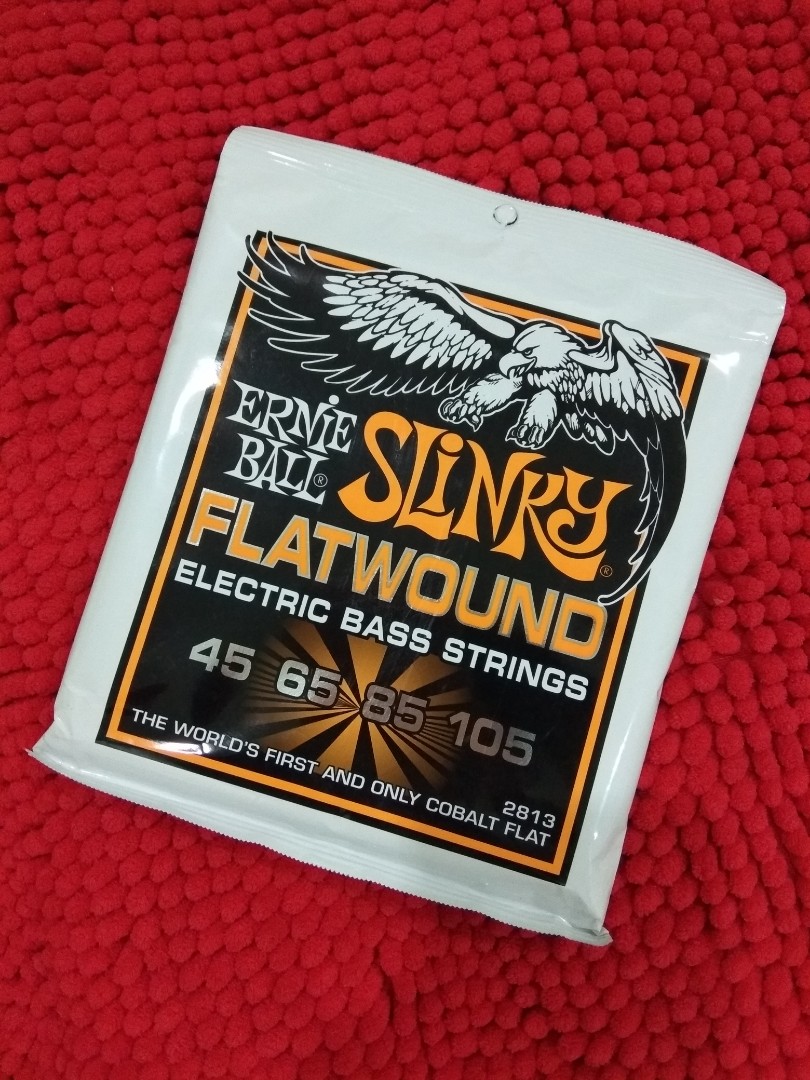 ERNIE
BALL®
SLINKY®
FLATWOUND
ELECTRIC BASS STRINGS
45 65 85 105
THE WORLD'S FIRST AND ONLY COBALT FLAT
2813